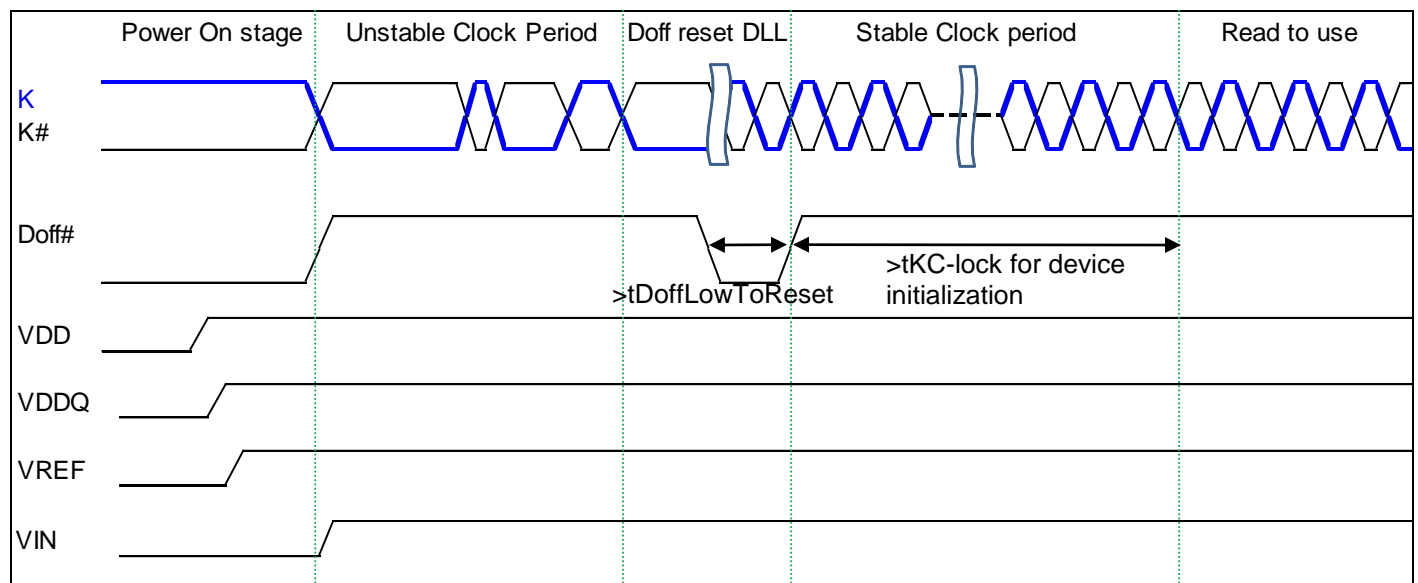 Power On stage
Unstable Clock Period
Doff reset DLL
Stable Clock period
Read to use
K
K#
Doff#
>tDoffLowToReset
>tKC-lock for device
initialization
VDD
VDDQ
VREF
VIN